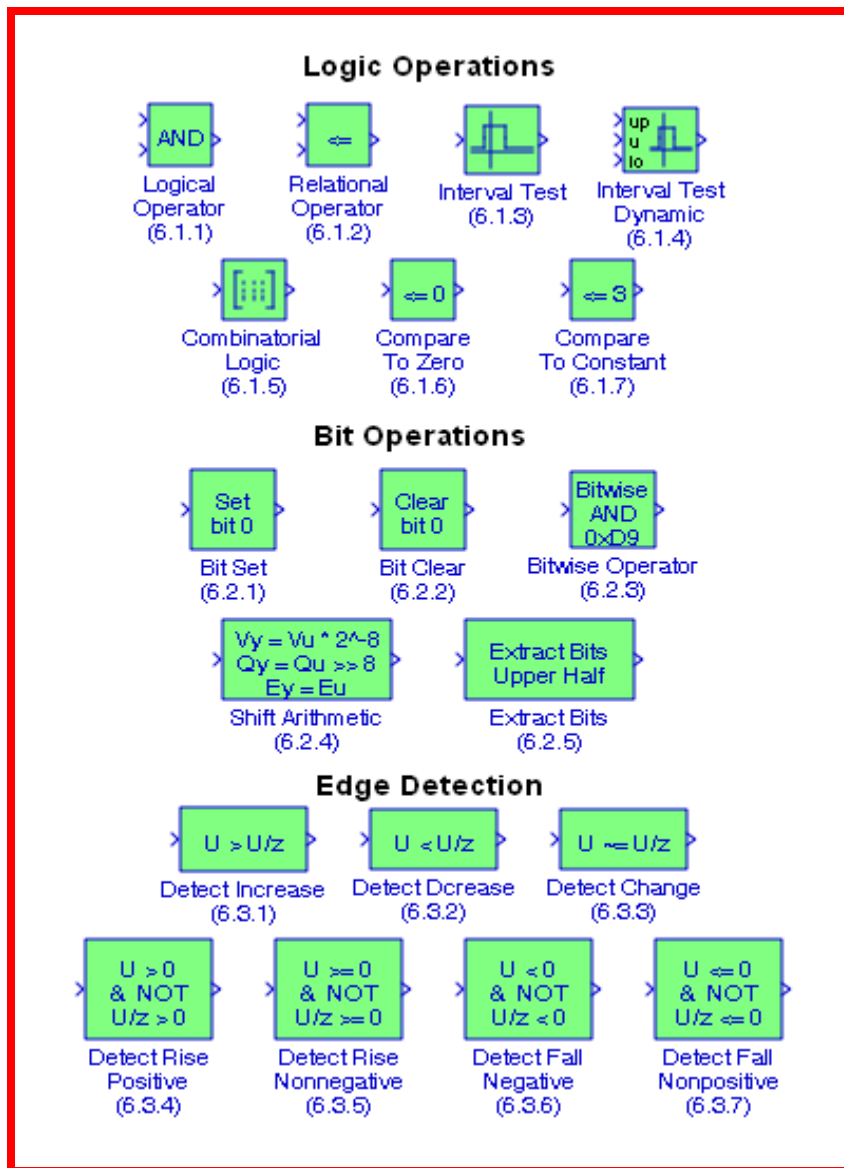 Logic Operations
AND
<=
up
u
lo
Logical
Operator
(6.1.1)
Relational
Operator
(6.1.2)
Interval Test
(6.1.3)
Interval Test
Dynamic
(6.1.4)
<= 0
<= 3
Combinatorial
Logic
(6.1.5)
Compare
To Zero
(6.1.6)
Compare
To Constant
(6.1.7)
Bit Operations
Set
bit 0
Clear
bit 0
Bitwise
AND
0xD9
Bit Set
(6.2.1)
Bit Clear
(6.2.2)
Bitwise Operator
(6.2.3)
Vy = Vu * 2^-8
Qy = Qu >> 8
Ey = Eu
Extract Bits
Upper Half
Shift Arithmetic
(6.2.4)
Extract Bits
(6.2.5)
Edge Detection
U > U/z
U < U/z
U ~= U/z
Detect Increase
(6.3.1)
Detect Dcrease
(6.3.2)
Detect Change
(6.3.3)
U > 0
& NOT
U/z > 0
U >= 0
& NOT
U/z >= 0
U < 0
& NOT
U/z < 0
U <= 0
& NOT
U/z <= 0
Detect Rise
Positive
(6.3.4)
Detect Rise
Nonnegative
(6.3.5)
Detect Fall
Negative
(6.3.6)
Detect Fall
Nonpositive
(6.3.7)